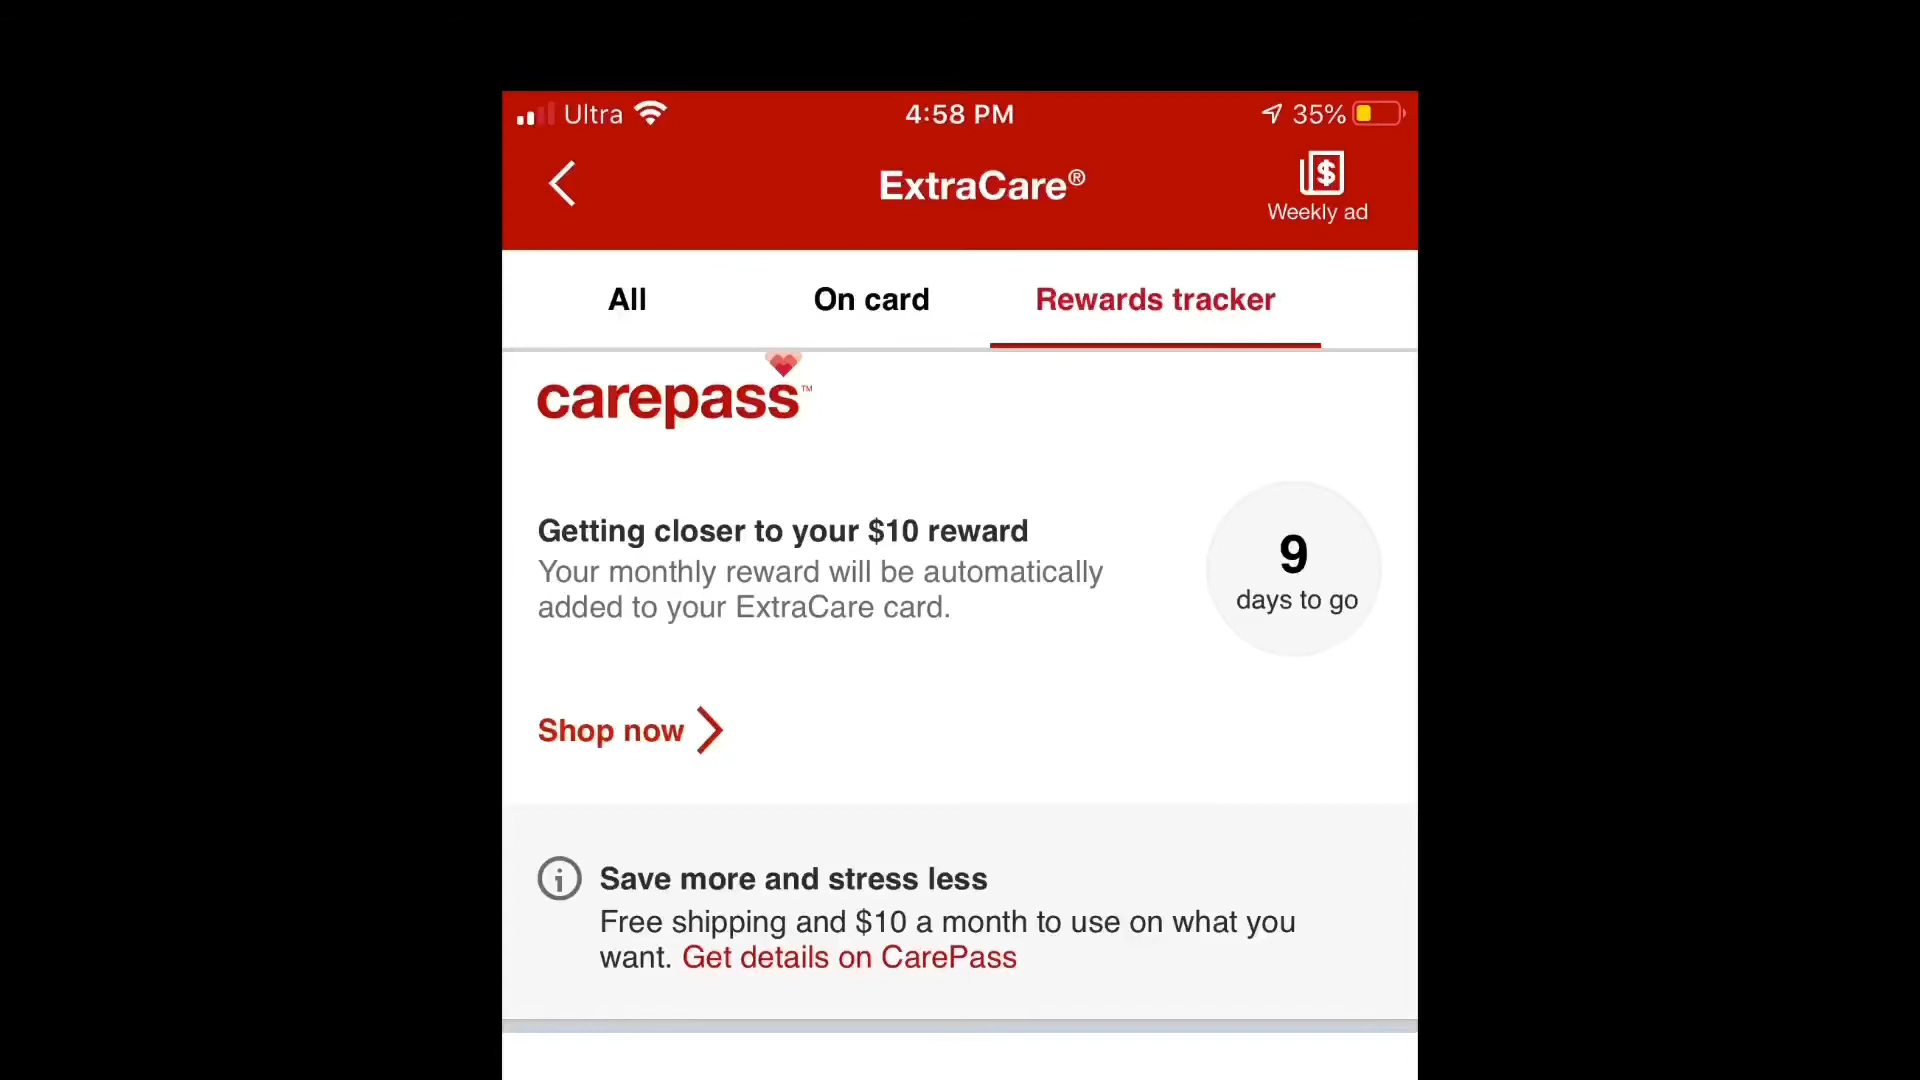 Ultra 4:58 PM 35%
ExtraCare®
Weekly ad
All On card Rewards tracker
carepass™
Getting closer to your $10 reward
Your monthly reward will be automatically
added to your ExtraCare card.
9
days to go
Shop now
Save more and stress less
Free shipping and $10 a month to use on what you
want. Get details on CarePass